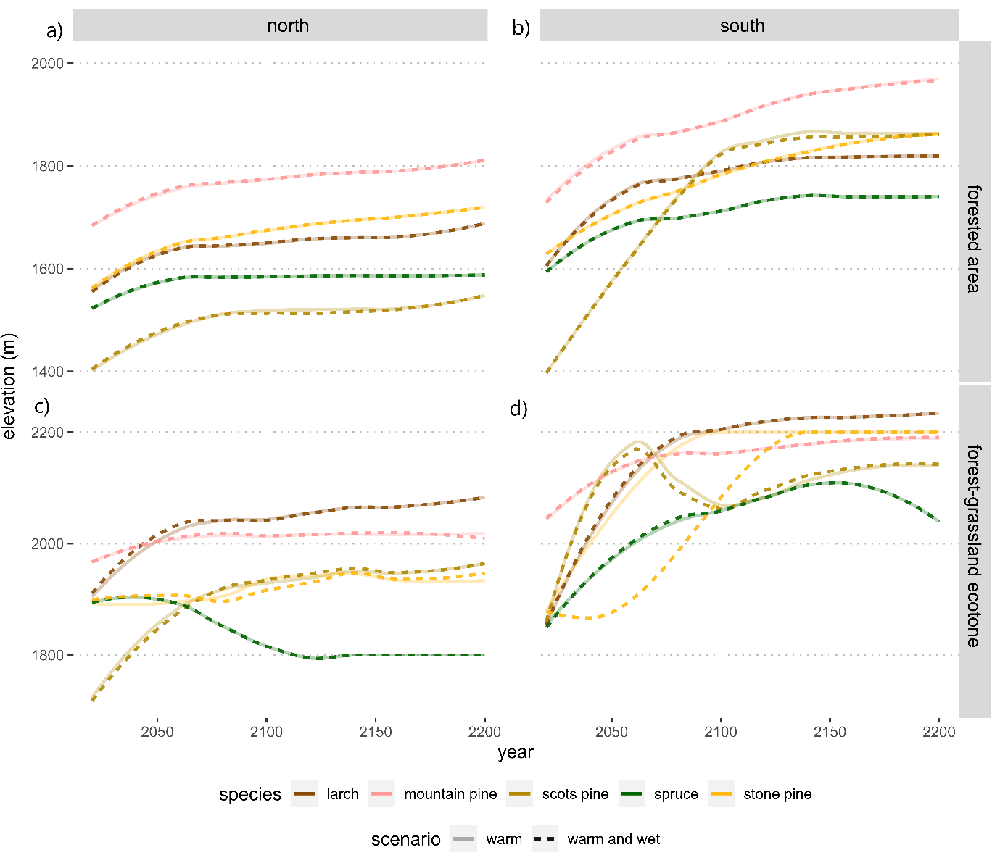 a) north b) south
2000
1800
1600
1400
forested area
elevation (m)
c) d)
2200
2000
1800
forest-grassland ecotone
2050 2100 2150 2200 2050 2100 2150 2200
year
species larch mountain pine scots pine spruce stone pine
scenario warm warm and wet